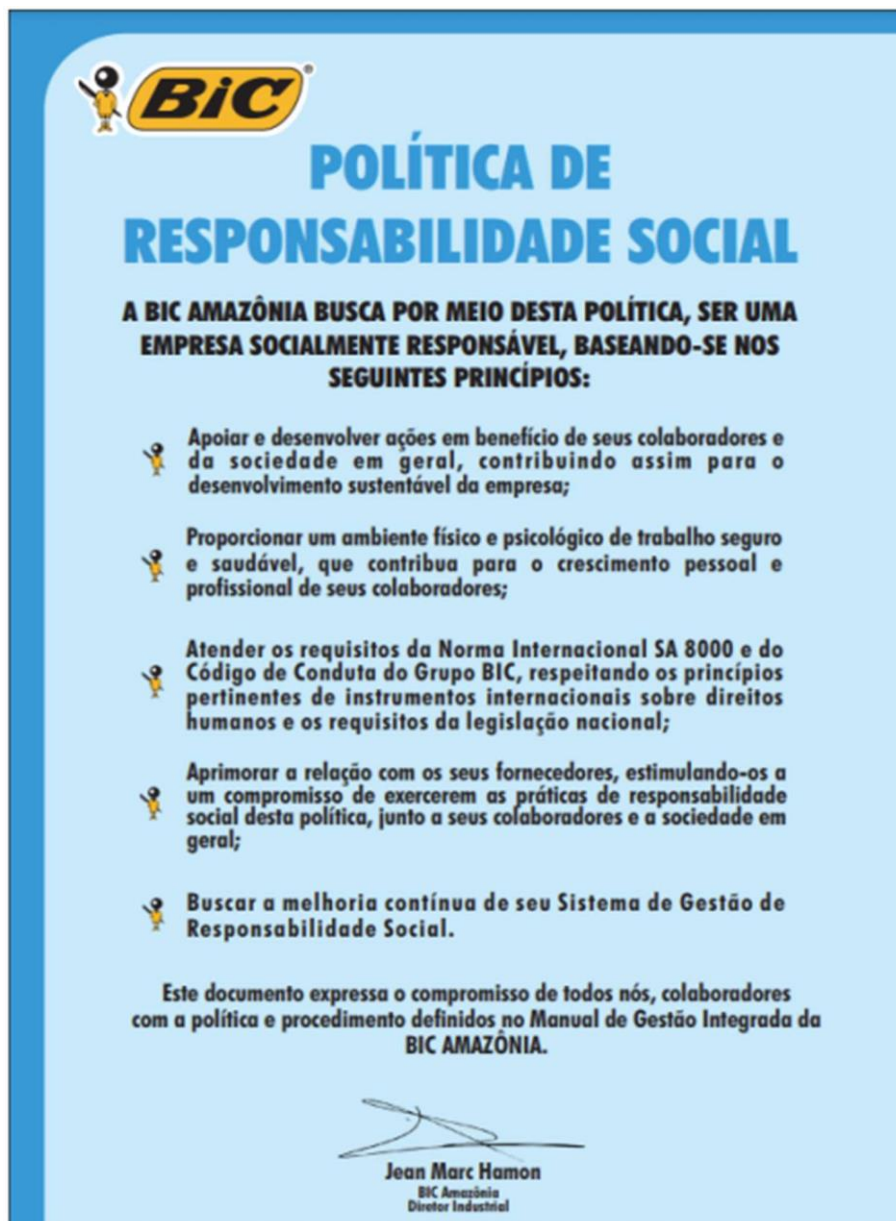 BiC®
POLÍTICA DE
RESPONSABILIDADE SOCIAL
A BIC AMAZÔNIA BUSCA POR MEIO DESTA POLÍTICA, SER UMA
EMPRESA SOCIALMENTE RESPONSÁVEL, BASEANDO-SE NOS
SEGUINTES PRINCÍPIOS:
Apoiar e desenvolver ações em benefício de seus colaboradores e
da sociedade em geral, contribuindo assim para o
desenvolvimento sustentável da empresa;
Proporcionar um ambiente físico e psicológico de trabalho seguro
e saudável, que contribua para o crescimento pessoal e
profissional de seus colaboradores;
Atender os requisitos da Norma Internacional SA 8000 e do
Código de Conduta do Grupo BIC, respeitando os princípios
pertinentes de instrumentos internacionais sobre direitos
humanos e os requisitos da legislação nacional;
Aprimorar a relação com os seus fornecedores, estimulando-os a
um compromisso de exercerem as práticas de responsabilidade
social desta política, junto a seus colaboradores e a sociedade em
geral;
Buscar a melhoria contínua de seu Sistema de Gestão de
Responsabilidade Social.
Este documento expressa o compromisso de todos nós, colaboradores
com a política e procedimento definidos no Manual de Gestão Integrada da
BIC AMAZÔNIA.
Jean Marc Hamon
BIC Amazônia
Diretor Industrial